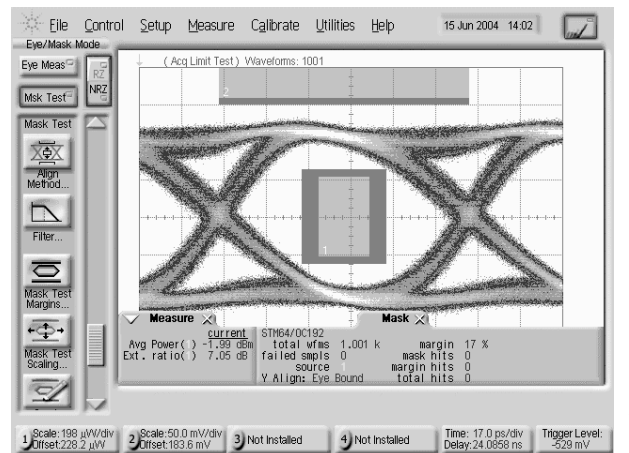 File Control Setup Measure Calibrate Utilities Help 15 Jun 2004 14:02
Eye/Mask Mode
Eye Meas
RZ
Msk Test
NRZ
( Acq Limit Test ) Waveforms: 1001
2
Mask Test
Align
Method...
Filter...
1
Mask Test
Margins...
Mask Test
Scaling...
Measure
current
Avg Power( ) -1.99 dBm
Ext. ratio( ) 7.05 dB
Mask
STM64/OC192
total wfms 1.001 k margin 17 %
failed smpls 0 mask hits 0
source 1 margin hits 0
Y Align: Eye Bound total hits 0
1 Scale: 198 µW/div
Offset: 228.2 µW
2 Scale: 50.0 mV/div
Offset: 183.6 mV
3 Not Installed
4 Not Installed
Time: 17.0 ps/div
Delay: 24.0858 ns
Trigger Level:
-529 mV